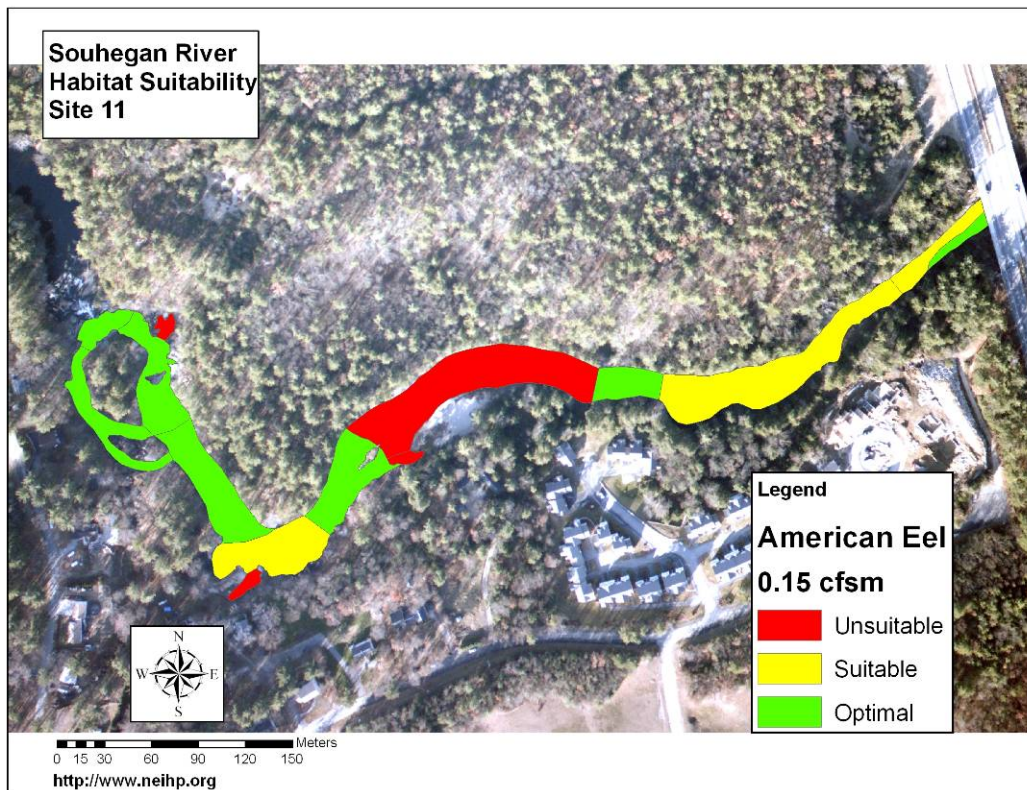 Souhegan River
Habitat Suitability
Site 11
Legend
American Eel
0.15 cfsm
Unsuitable
Suitable
Optimal
N
W E
S
0 15 30 60 90 120 150 Meters
http://www.neihp.org